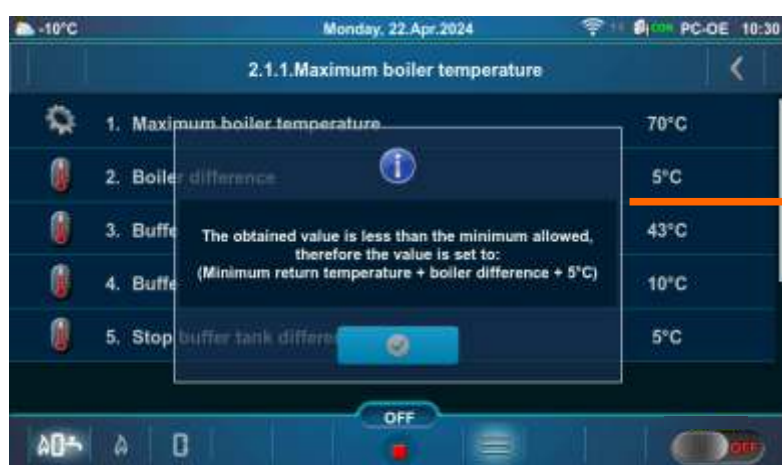 -10°C Monday, 22.Apr.2024 PC-OE 10:30
2.1.1.Maximum boiler temperature
1. Maximum boiler temperature 70°C
2. Boiler difference 5°C
3. Buffe 43°C
4. Buffe 10°C
5. Stop buffer tank differe 5°C
The obtained value is less than the minimum allowed,
therefore the value is set to:
(Minimum return temperature + boiler difference + 5°C)
OFF
OFF